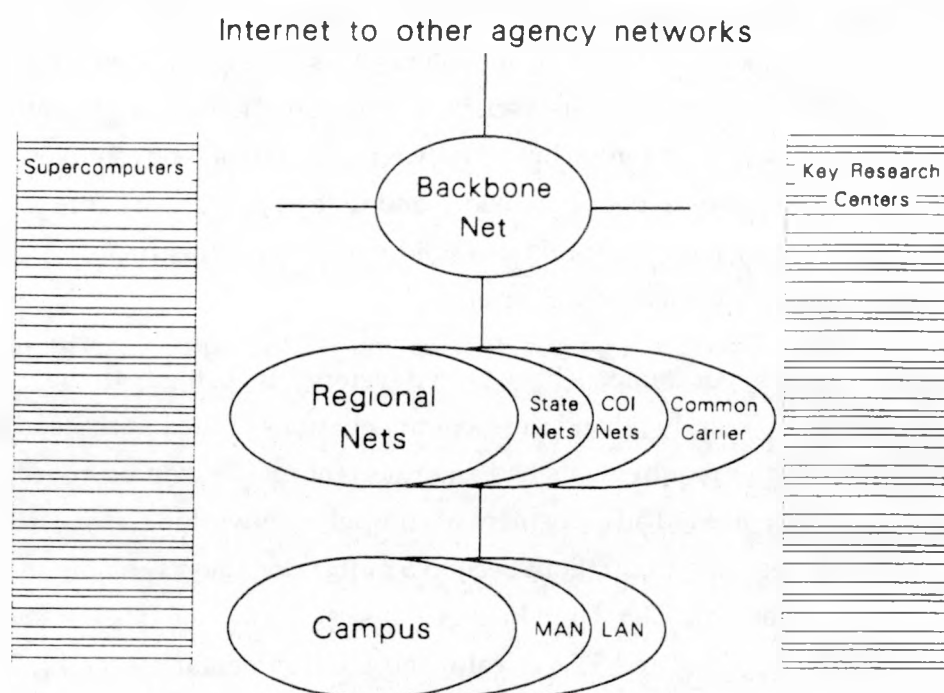 Internet to other agency networks
Supercomputers
Backbone
Net
Key Research
Centers
Regional
Nets
State
Nets
COI
Nets
Common
Carrier
Campus
MAN
LAN